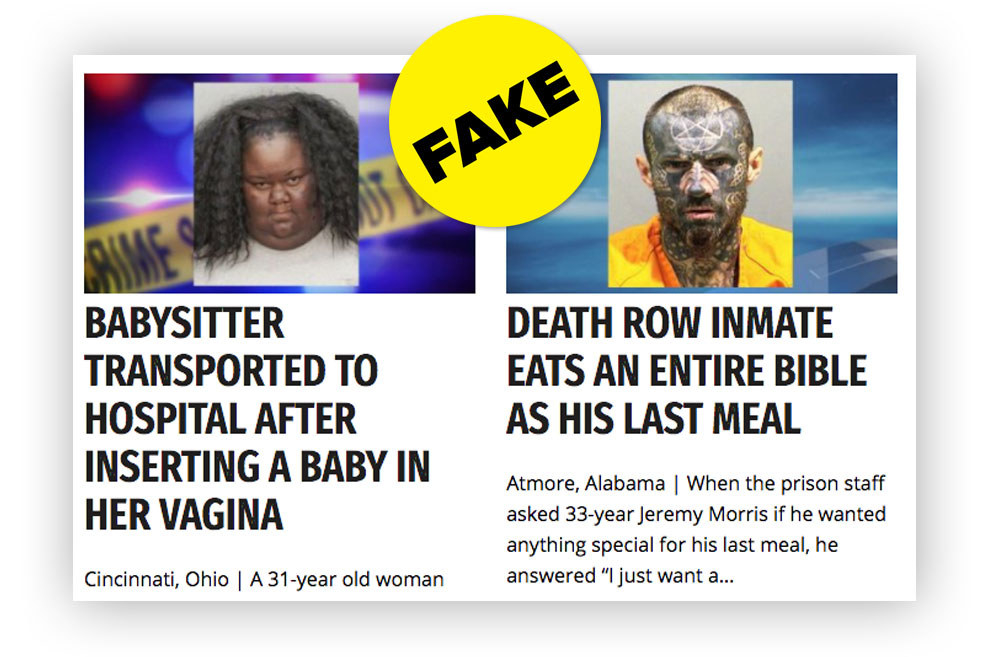 FAKE
CRIME S
BABYSITTER
TRANSPORTED TO
HOSPITAL AFTER
INSERTING A BABY IN
HER VAGINA
Cincinnati, Ohio | A 31-year old woman
DEATH ROW INMATE
EATS AN ENTIRE BIBLE
AS HIS LAST MEAL
Atmore, Alabama | When the prison staff
asked 33-year Jeremy Morris if he wanted
anything special for his last meal, he
answered “I just want a...